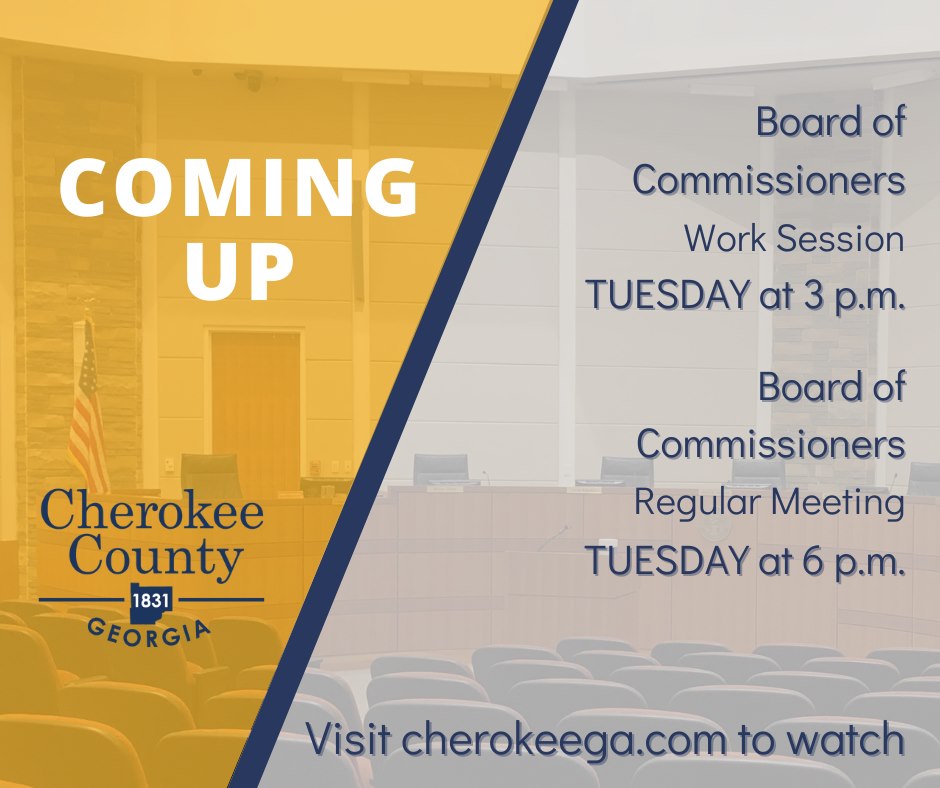 COMING
UP
Cherokee
County
1831
GEORGIA
Board of
Commissioners
Work Session
TUESDAY at 3 p.m.
Board of
Commissioners
Regular Meeting
TUESDAY at 6 p.m.
Visit cherokeega.com to watch